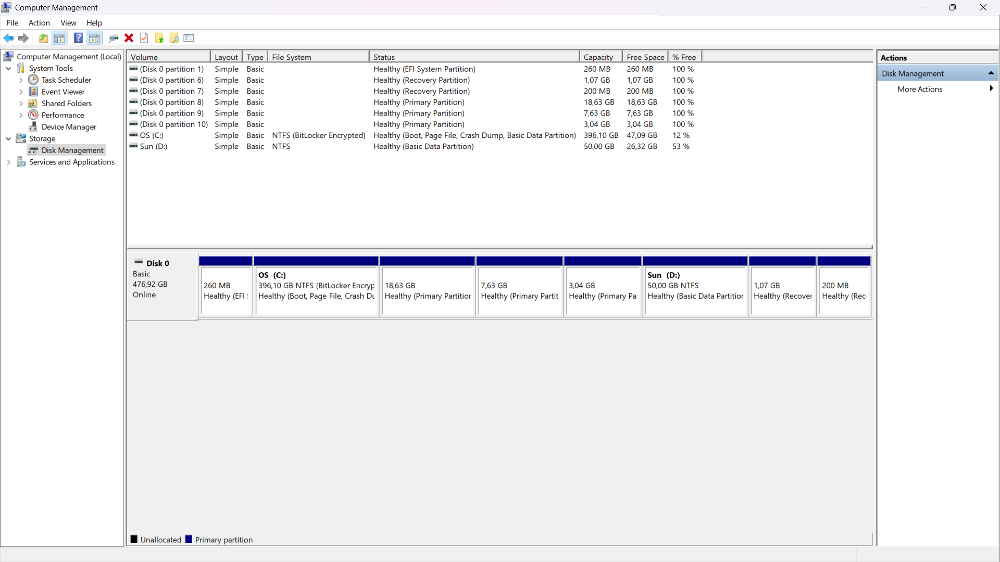 Computer Management
File Action View Help
Computer Management (Local)
System Tools
Task Scheduler
Event Viewer
Shared Folders
Performance
Device Manager
Storage
Disk Management
Services and Applications
Volume Layout Type File System Status Capacity Free Space % Free
(Disk 0 partition 1) Simple Basic Healthy (EFI System Partition) 260 MB 260 MB 100 %
(Disk 0 partition 6) Simple Basic Healthy (Recovery Partition) 1,07 GB 1,07 GB 100 %
(Disk 0 partition 7) Simple Basic Healthy (Recovery Partition) 200 MB 200 MB 100 %
(Disk 0 partition 8) Simple Basic Healthy (Primary Partition) 18,63 GB 18,63 GB 100 %
(Disk 0 partition 9) Simple Basic Healthy (Primary Partition) 7,63 GB 7,63 GB 100 %
(Disk 0 partition 10) Simple Basic Healthy (Primary Partition) 3,04 GB 3,04 GB 100 %
OS (C:) Simple Basic NTFS (BitLocker Encrypted) Healthy (Boot, Page File, Crash Dump, Basic Data Partition) 396,10 GB 47,09 GB 12 %
Sun (D:) Simple Basic NTFS Healthy (Basic Data Partition) 50,00 GB 26,32 GB 53 %
Disk 0
Basic
476,92 GB
Online
260 MB
Healthy (EFI
OS (C:)
396,10 GB NTFS (BitLocker Encryp
Healthy (Boot, Page File, Crash Du
18,63 GB
Healthy (Primary Partition
7,63 GB
Healthy (Primary Partit
3,04 GB
Healthy (Primary Pa
Sun (D:)
50,00 GB NTFS
Healthy (Basic Data Partition
1,07 GB
Healthy (Recover
200 MB
Healthy (Rec
Unallocated Primary partition
Actions
Disk Management
More Actions